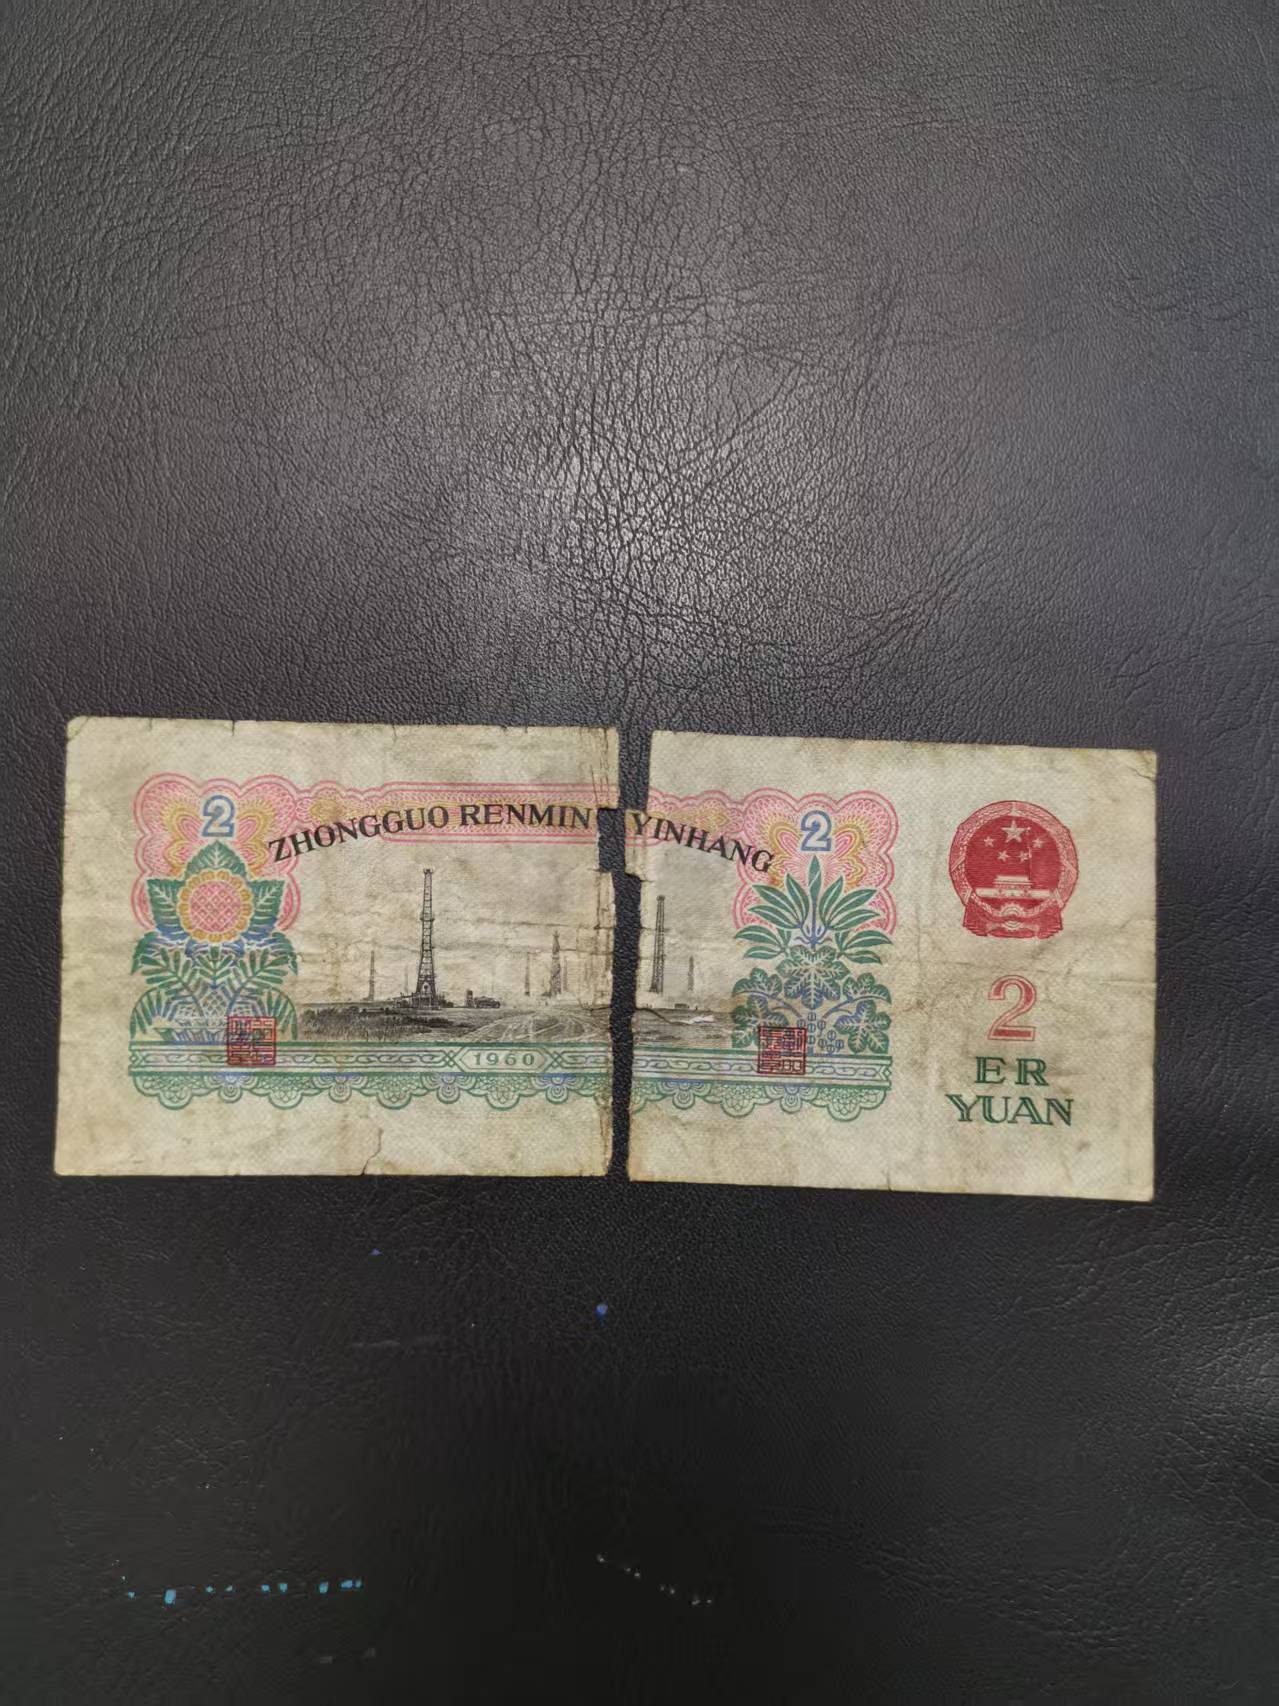 2
ZHONGGUO RENMIN YINHANG
2
1960
2
ER
YUAN